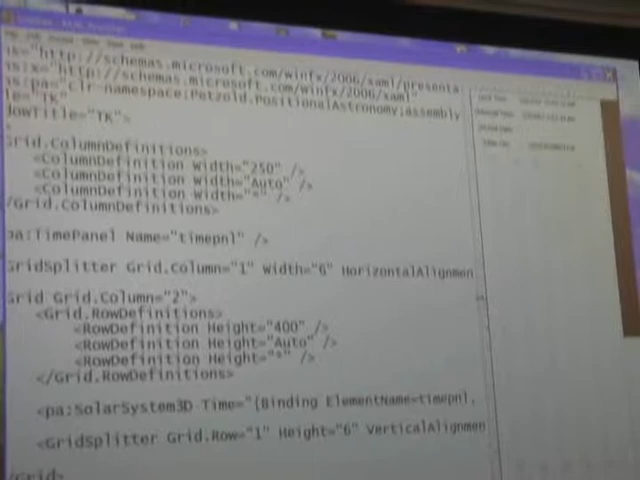 ns="http://schemas.microsoft.com/winfx/2006/xaml/presenta
ns:x="http://schemas.microsoft.com/winfx/2006/xaml"
ns:pa="clr-namespace:Petzold.PositionalAstronomy;assembly
le="TK"
dowTitle="TK">
Grid.ColumnDefinitions>
<ColumnDefinition Width="250" />
<ColumnDefinition Width="Auto" />
<ColumnDefinition Width="*" />
/Grid.ColumnDefinitions>
pa:TimePanel Name="timepnl" />
GridSplitter Grid.Column="1" Width="6" HorizontalAlignmen
Grid Grid.Column="2">
<Grid.RowDefinitions>
<RowDefinition Height="400" />
<RowDefinition Height="Auto" />
<RowDefinition Height="*" />
</Grid.RowDefinitions>
<pa:SolarSystem3D Time="{Binding ElementName=timepnl,
<GridSplitter Grid.Row="1" Height="6" VerticalAlignmen
/Grid>